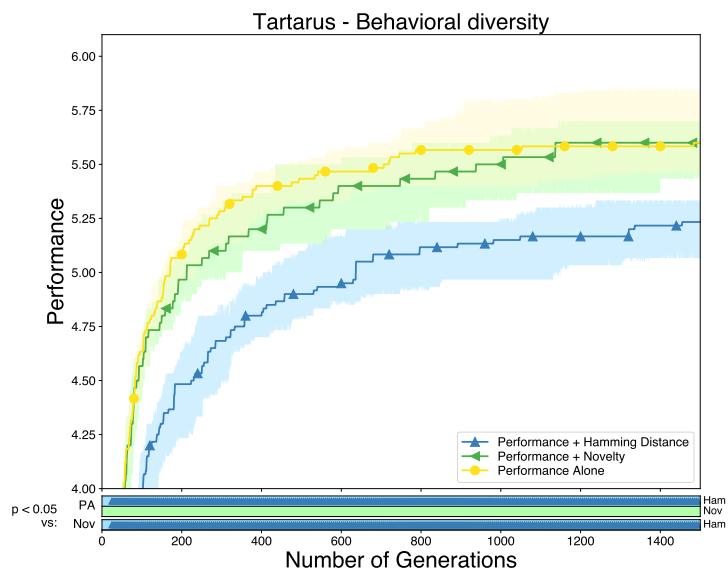 Tartarus - Behavioral diversity
Performance
6.00
5.75
5.50
5.25
5.00
4.75
4.50
4.25
4.00
Performance + Hamming Distance
Performance + Novelty
Performance Alone
p < 0.05
vs:
PA
Nov
Ham
Nov
Ham
0 200 400 600 800 1000 1200 1400
Number of Generations